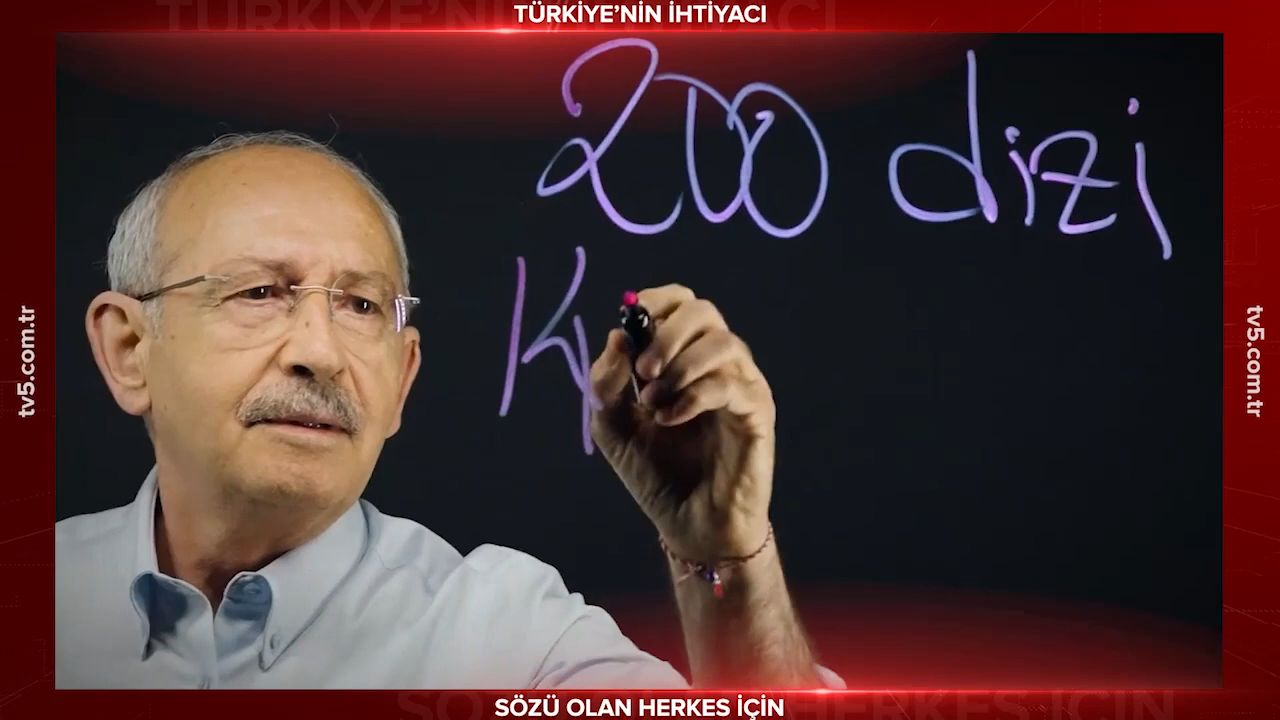 TÜRKİYE'NİN İHTİYACI
200 dizi
tv5.com.tr
tv5.com.tr
SÖZÜ OLAN HERKES İÇİN